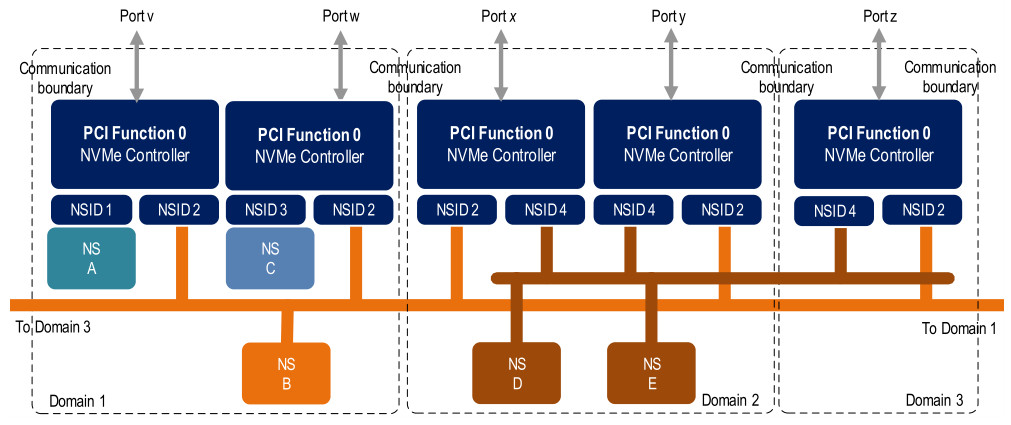 Port v
Port w
Port x
Port y
Port z
Communication
boundary
Communication
boundary
Communication
boundary
Communication
boundary
PCI Function 0
NVMe Controller
PCI Function 0
NVMe Controller
PCI Function 0
NVMe Controller
PCI Function 0
NVMe Controller
PCI Function 0
NVMe Controller
NSID 1
NSID 2
NSID 3
NSID 2
NSID 2
NSID 4
NSID 4
NSID 2
NSID 4
NSID 2
NS
A
NS
C
To Domain 3
To Domain 1
NS
B
NS
D
NS
E
Domain 1
Domain 2
Domain 3